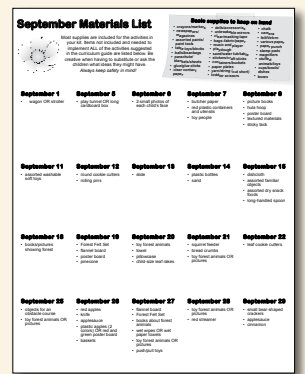 September Materials List
Most supplies are included for the activities in
your kit. Items not included and needed to
implement ALL of the activities suggested
in the curriculum guide are listed below. Be
creative when having to substitute or ask the
children what ideas they might have.
Always keep safety in mind!
Basic supplies to keep on hand
September 1
• wagon OR stroller
September 5
• play tunnel OR long
cardboard box
September 6
• 2 small photos of
each child's face
September 7
• butcher paper
• red plastic containers
and utensils
• toy people
September 8
• picture books
• hula hoop
• poster board
• textured materials
• sticky tack
September 11
• assorted washable
soft toys
September 12
• round cookie cutters
• rolling pins
September 13
• slide
September 14
• plastic bottles
• sand
September 15
• dishcloth
• assorted familiar
objects
• assorted dry snack
foods
• long-handled spoon
September 18
• books/pictures
showing forest
September 19
• Forest Felt Set
• flannel board
• poster board
• pinecone
September 20
• toy forest animals
• towel
• pillowcase
• child-size leaf rakes
September 21
• squirrel feeder
• bread crumbs
• toy forest animals OR
pictures
September 22
• leaf cookie cutters
September 25
• objects for an
obstacle course
• toy forest animals OR
pictures
September 26
• red apples
• knife
• applesauce
• plastic apples (2
colors) OR red and
green poster board
• baskets
September 27
• flannel board
• Forest Felt Set
• books about forest
animals
• wet wipes OR wet
paper towels
• toy forest animals OR
pictures
• push/pull toys
September 28
• toy forest animals OR
pictures
• red streamer
September 29
• small bear-shaped
crackers
• applesauce
• cinnamon